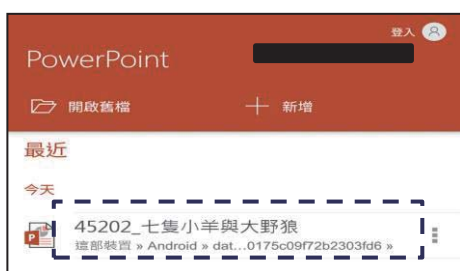 登入
PowerPoint
開啟舊檔
新增
最近
今天
45202_七隻小羊與大野狼
這部裝置 » Android » dat...0175c09f72b2303fd6 »